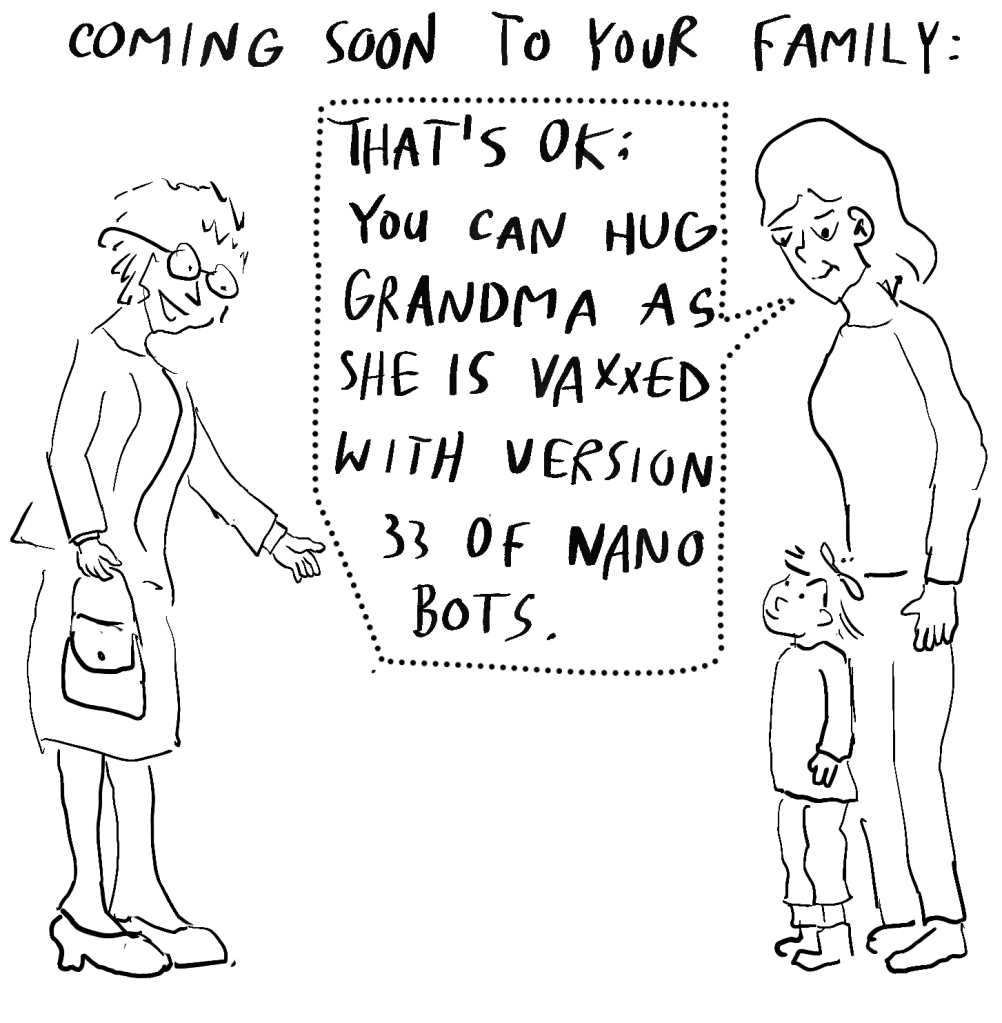 COMING SOON TO YOUR FAMILY:
THAT'S OK:
YOU CAN HUG
GRANDMA AS
SHE IS VAXXED
WITH VERSION
33 OF NANO
BOTS.